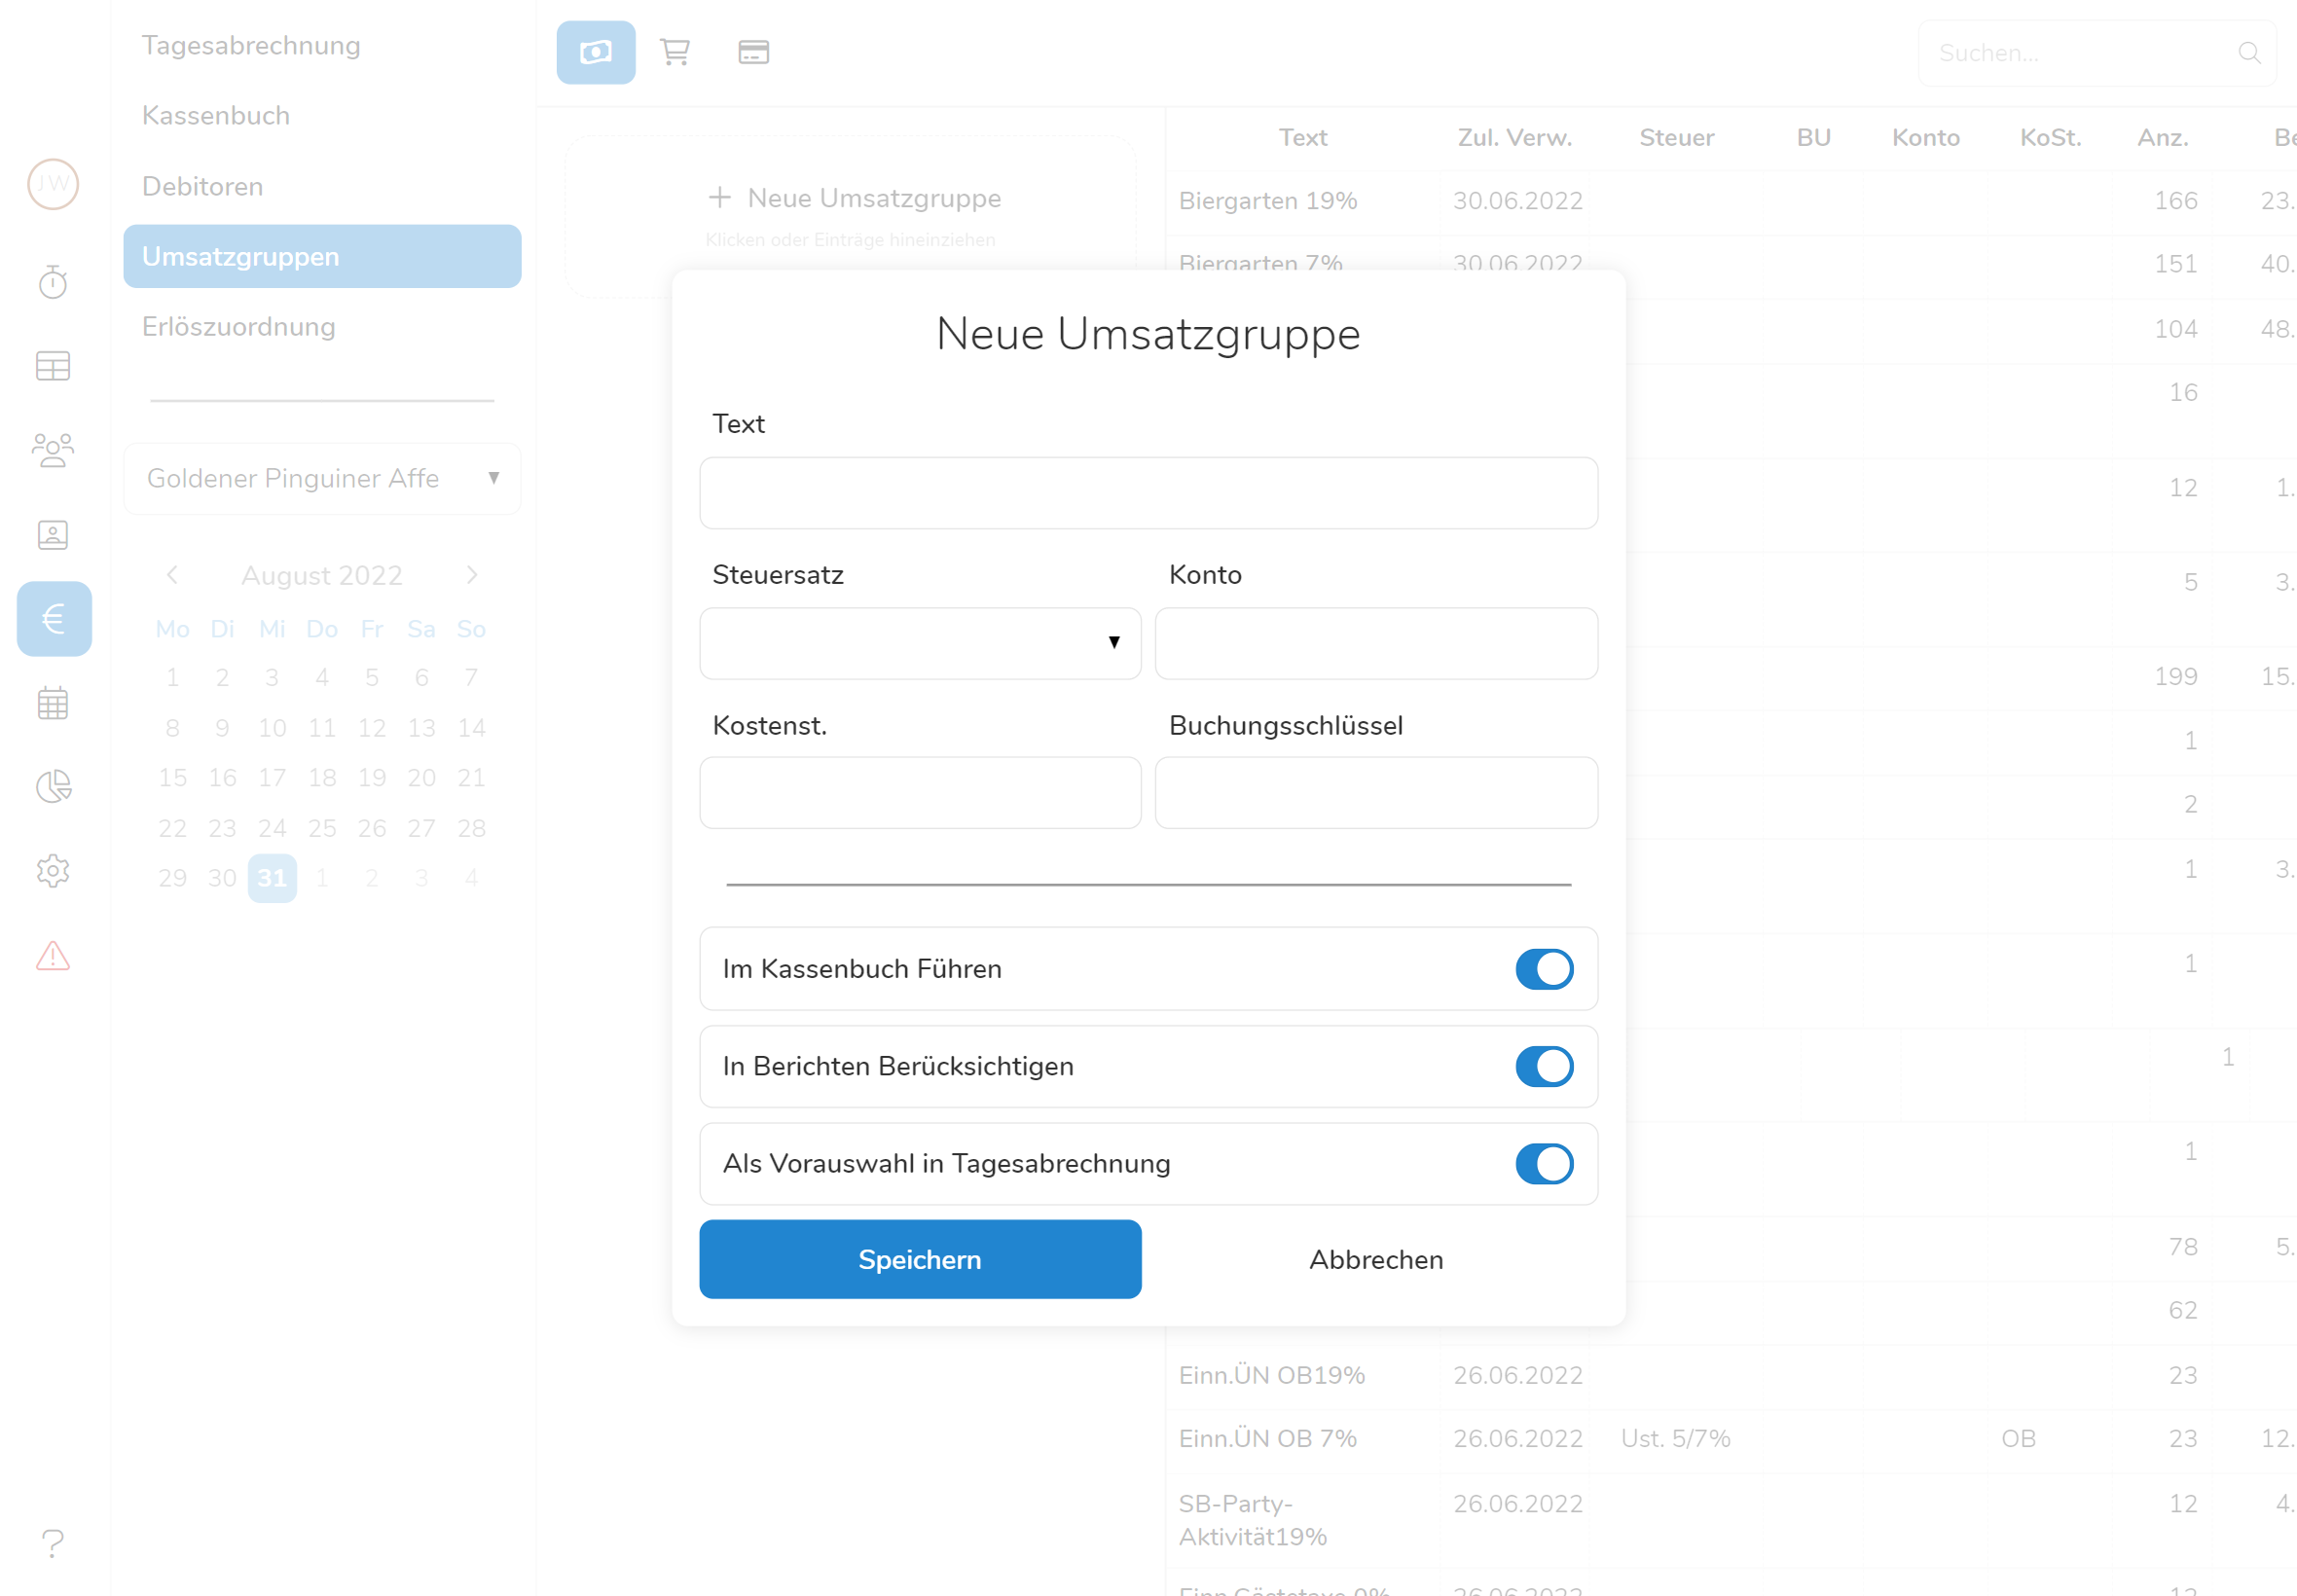 JW
Tagesabrechnung
Kassenbuch
Debitoren
Umsatzgruppen
Erlöszuordnung
Goldener Pinguiner Affe
August 2022
Mo Di Mi Do Fr Sa So
1 2 3 4 5 6 7
8 9 10 11 12 13 14
15 16 17 18 19 20 21
22 23 24 25 26 27 28
29 30 31 1 2 3 4
Suchen...
+ Neue Umsatzgruppe
Klicken oder Einträge hineinziehen
Text Zul. Verw. Steuer BU Konto KoSt. Anz.
Biergarten 19% 30.06.2022 166 23.
Biergarten 7% 30.06.2022 151 40.
104 48.
16
12 1.
5 3.
199 15.
1
2
1 3.
1
1
1
78 5.
62
Einn.ÜN OB19% 26.06.2022 23
Einn.ÜN OB 7% 26.06.2022 Ust. 5/7% OB 23 12.
SB-Party- 26.06.2022 12 4.
Aktivität19%
Neue Umsatzgruppe
Text
Steuersatz Konto
Kostenst. Buchungsschlüssel
Im Kassenbuch Führen
In Berichten Berücksichtigen
Als Vorauswahl in Tagesabrechnung
Speichern Abbrechen
?